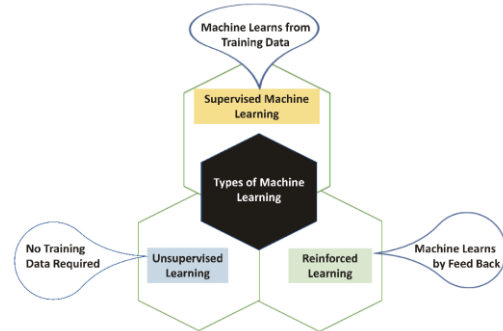 Machine Learns from
Training Data
Supervised Machine
Learning
Types of Machine
Learning
No Training
Data Required
Unsupervised
Learning
Reinforced
Learning
Machine Learns
by Feed Back